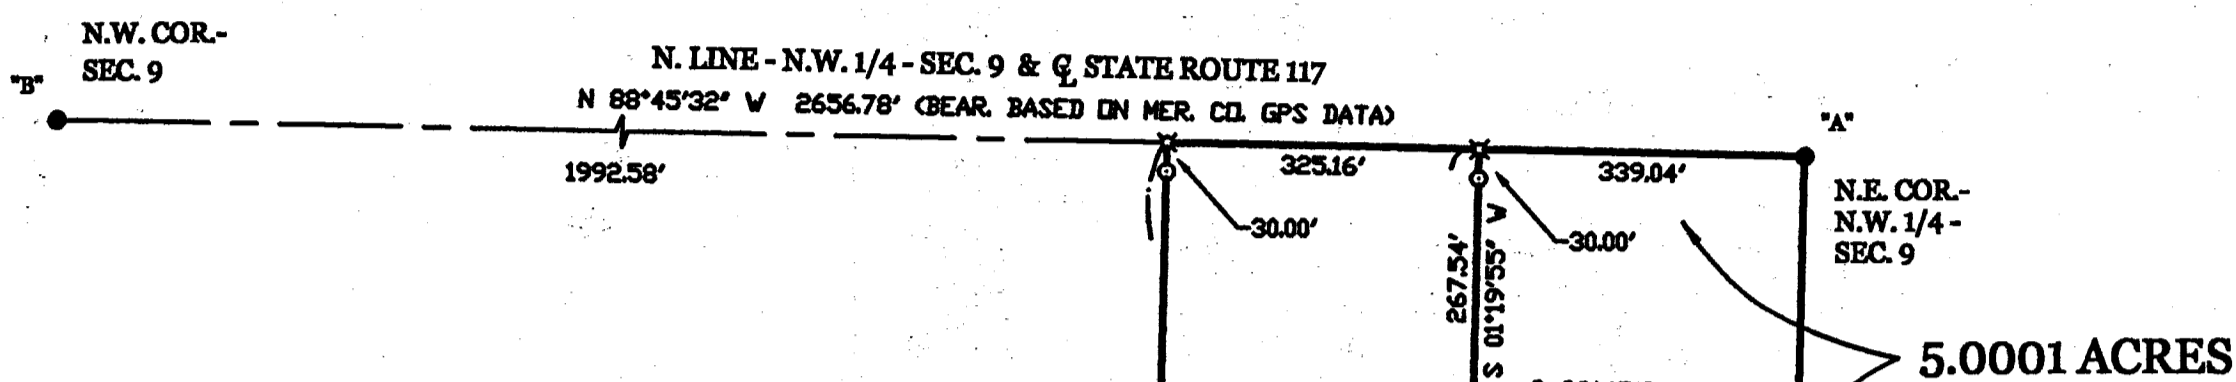 N.W. COR.-
SEC. 9
"B"
N. LINE - N.W. 1/4 - SEC. 9 & ℄ STATE ROUTE 117
N 88°45'32" W 2656.78' (BEAR. BASED ON MER. CO. GPS DATA)
"A"
1992.58'
325.16'
339.04'
N.E. COR.-
N.W. 1/4 -
SEC. 9
30.00'
30.00'
267.54'
S 01°19'55" W
5.0001 ACRES